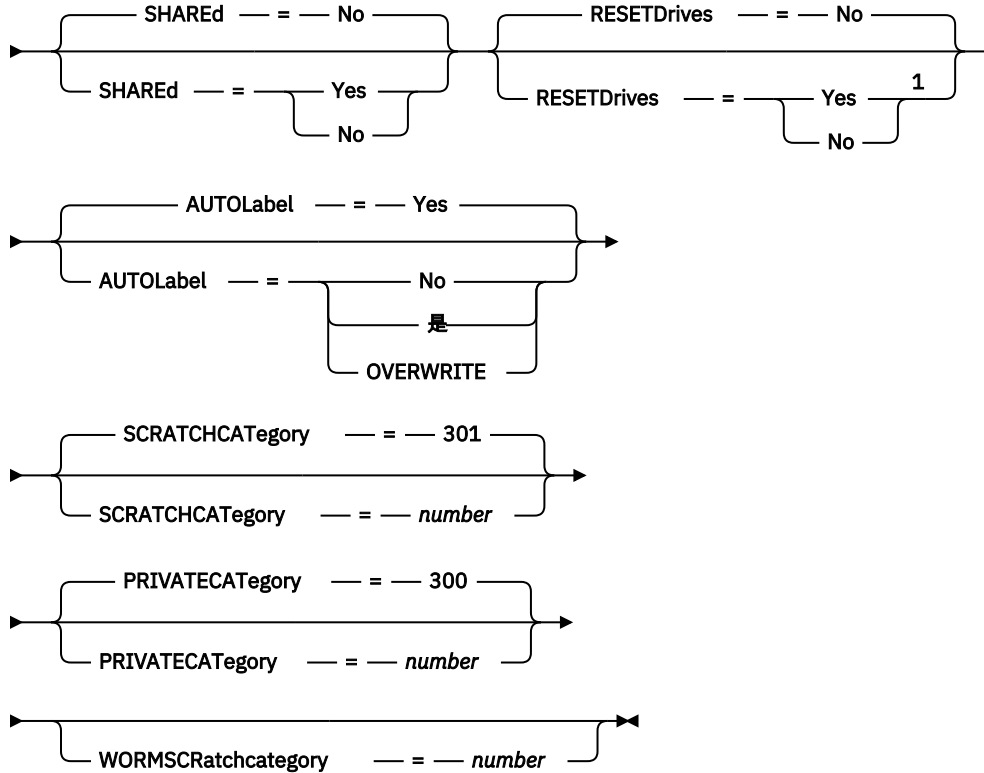 SHAREd = No RESETDrives = No
SHAREd = Yes RESETDrives = Yes 1
No No
AUTOLabel = Yes
AUTOLabel = No
是
OVERWRITE
SCRATCHCATegory = 301
SCRATCHCATegory = number
PRIVATECATegory = 300
PRIVATECATegory = number
WORMSCRatchcategory = number